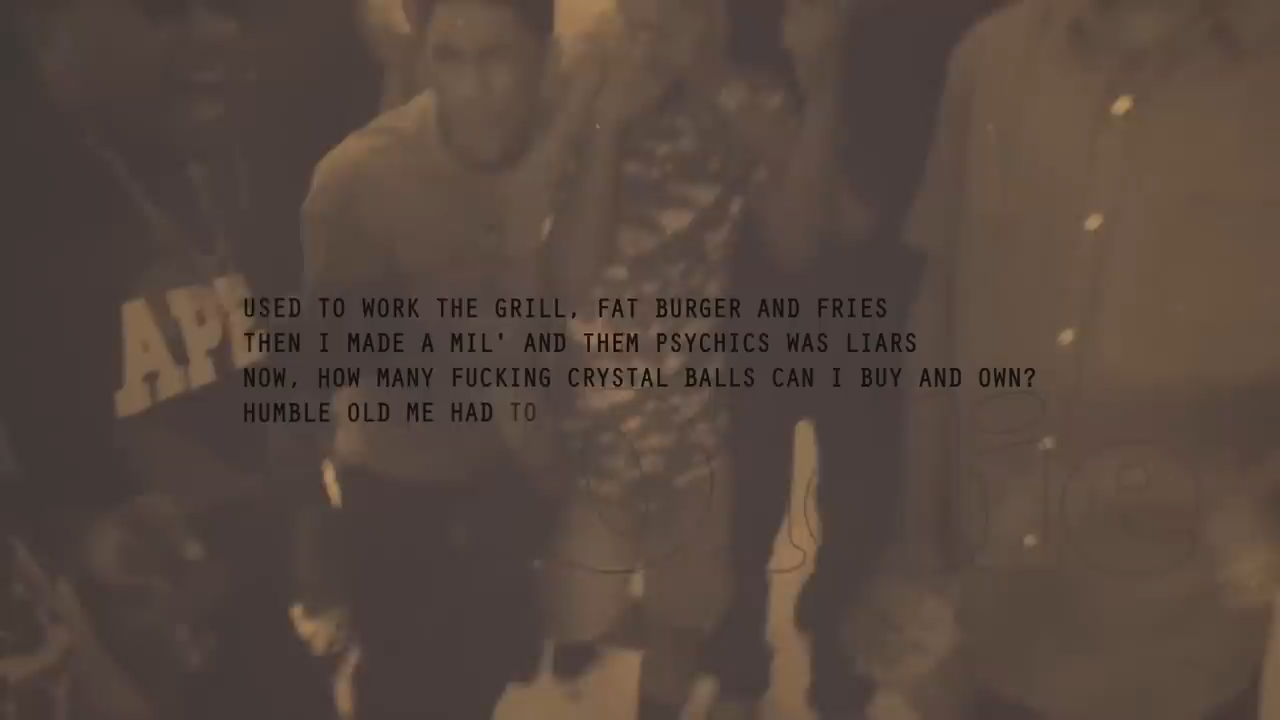 USED TO WORK THE GRILL, FAT BURGER AND FRIES
THEN I MADE A MIL' AND THEM PSYCHICS WAS LIARS
NOW, HOW MANY FUCKING CRYSTAL BALLS CAN I BUY AND OWN?
HUMBLE OLD ME HAD TO